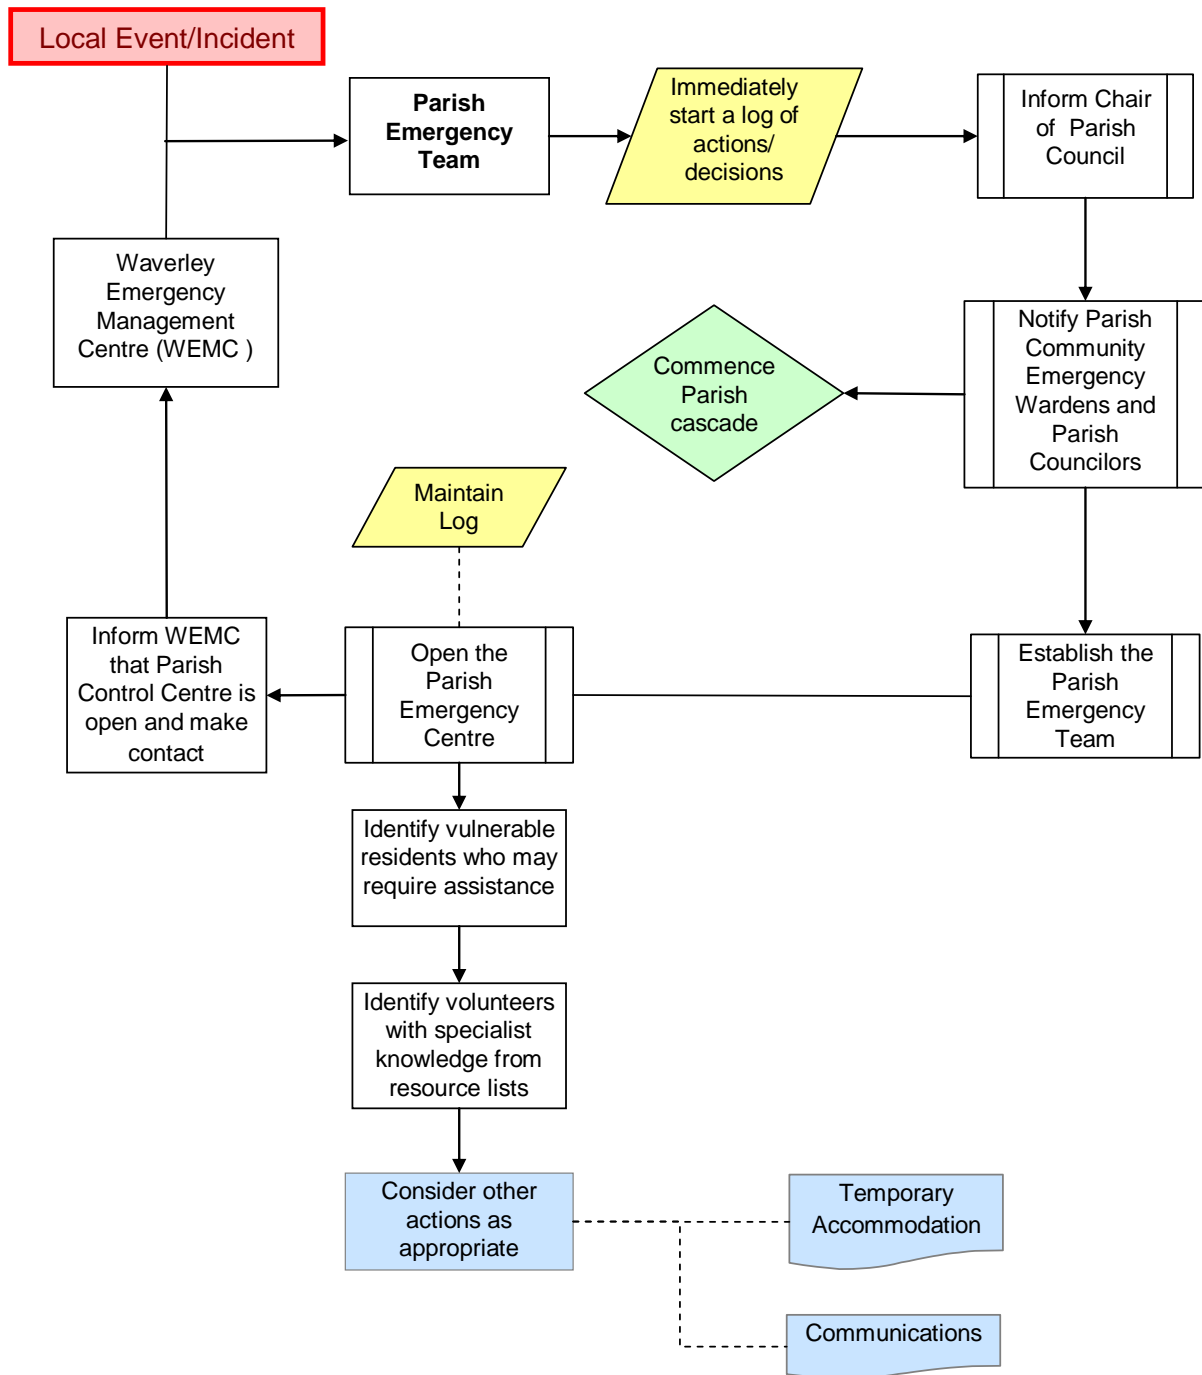 Local Event/Incident
Parish
Emergency
Team
Immediately
start a log of
actions/
decisions
Inform Chair
of Parish
Council
Waverley
Emergency
Management
Centre (WEMC )
Commence
Parish
cascade
Notify Parish
Community
Emergency
Wardens and
Parish
Councilors
Maintain
Log
Inform WEMC
that Parish
Control Centre is
open and make
contact
Open the
Parish
Emergency
Centre
Establish the
Parish
Emergency
Team
Identify vulnerable
residents who may
require assistance
Identify volunteers
with specialist
knowledge from
resource lists
Consider other
actions as
appropriate
Temporary
Accommodation
Communications